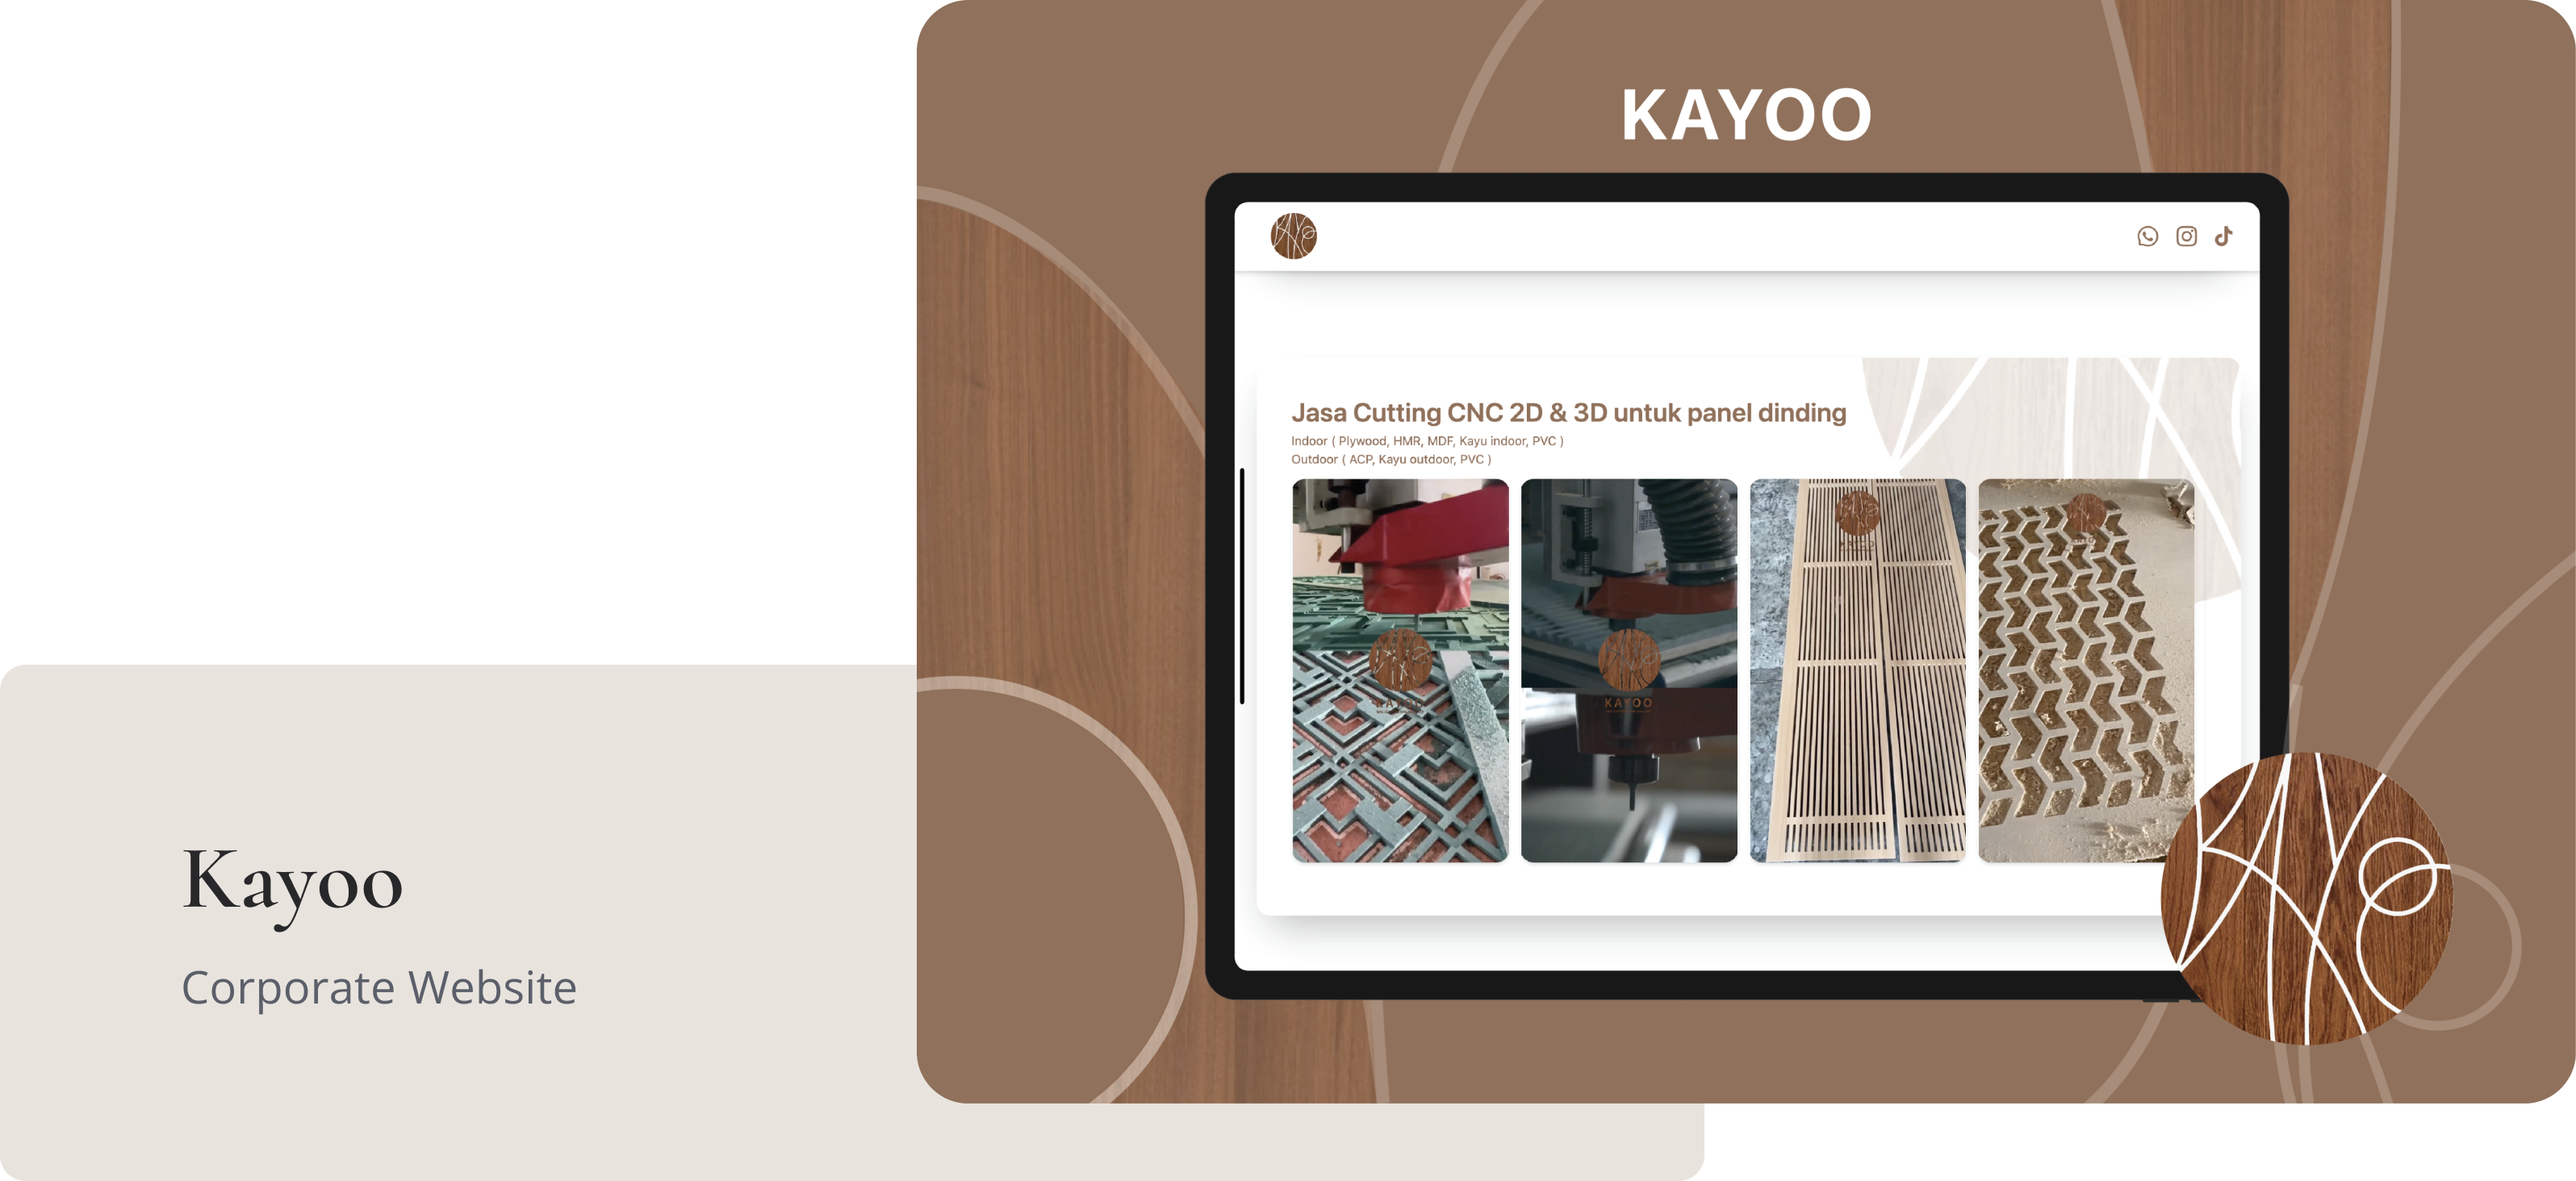 KAYOO
Jasa Cutting CNC 2D & 3D untuk panel dinding
Indoor ( Plywood, HMR, MDF, Kayu indoor, PVC )
Outdoor ( ACP, Kayu outdoor, PVC )
KAYOO
KAYOO
Kayoo
Corporate Website